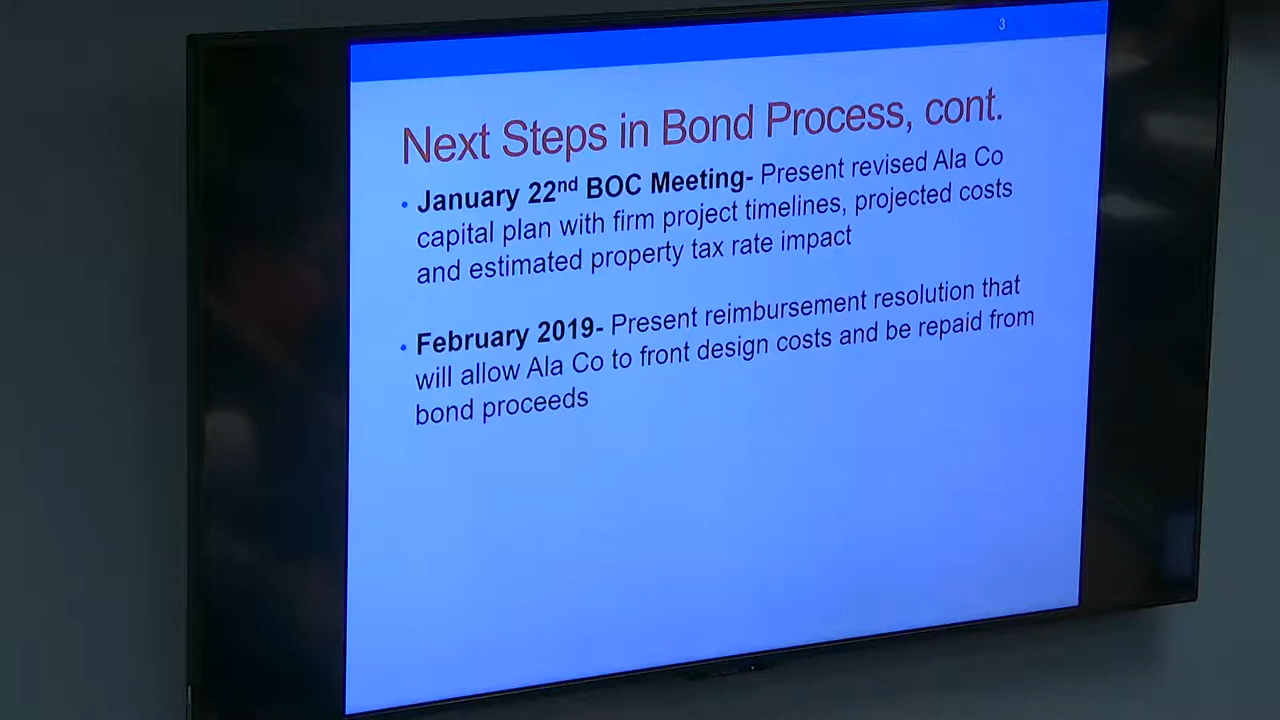 3
Next Steps in Bond Process, cont.
• January 22nd BOC Meeting- Present revised Ala Co
capital plan with firm project timelines, projected costs
and estimated property tax rate impact
• February 2019- Present reimbursement resolution that
will allow Ala Co to front design costs and be repaid from
bond proceeds